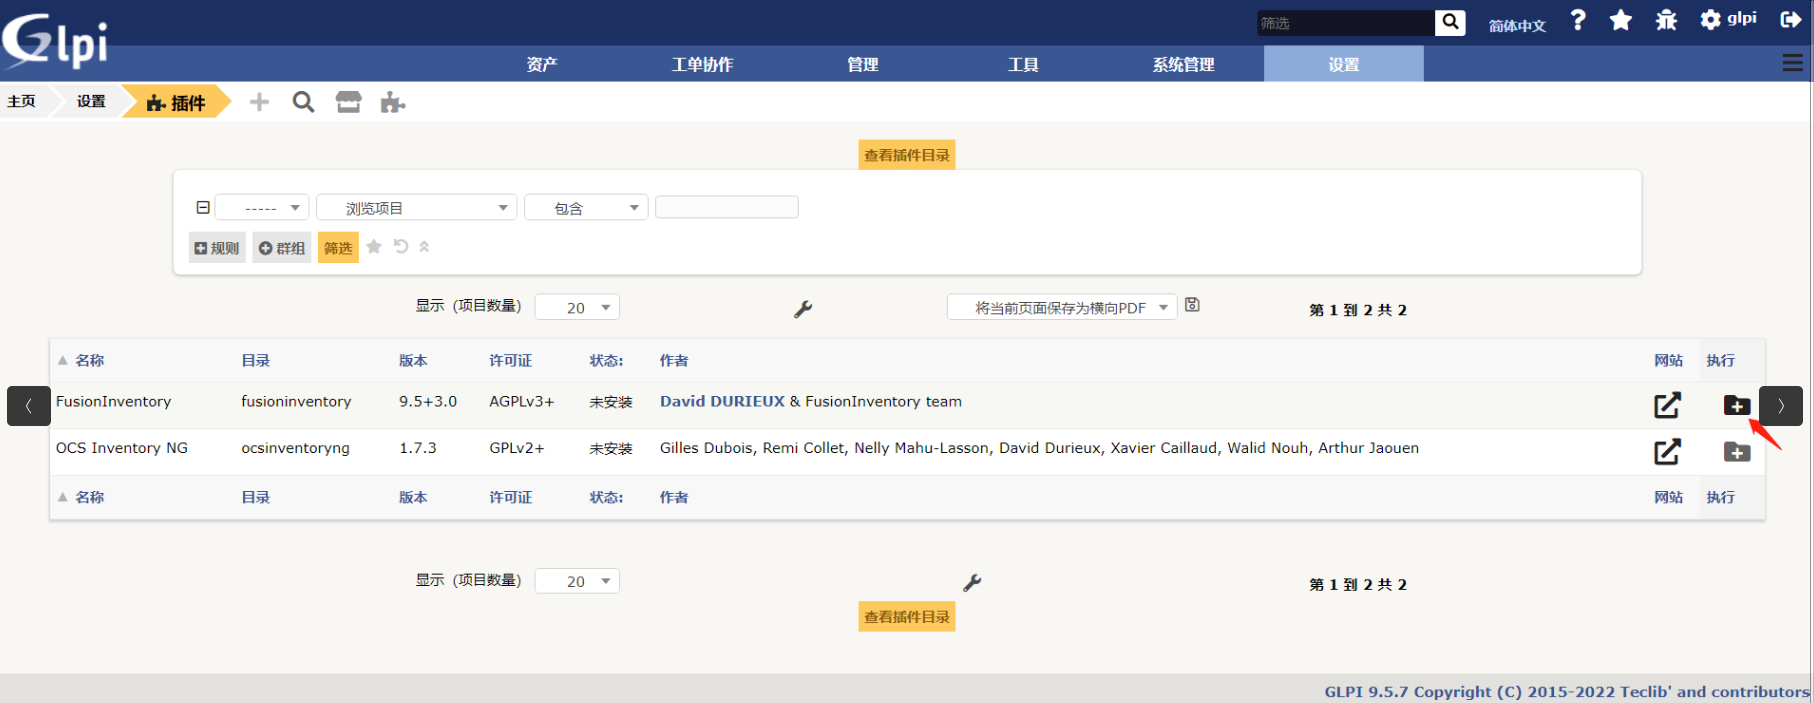 Glpi
筛选
简体中文
glpi
资产
工单协作
管理
工具
系统管理
设置
主页
设置
插件
查看插件目录
-----
浏览项目
包含
规则
群组
筛选
显示（项目数量）
20
将当前页面保存为横向PDF
第 1 到 2 共 2
名称 目录 版本 许可证 状态: 作者 网站 执行
FusionInventory fusioninventory 9.5+3.0 AGPLv3+ 未安装 David DURIEUX & FusionInventory team
OCS Inventory NG ocsinventoryng 1.7.3 GPLv2+ 未安装 Gilles Dubois, Remi Collet, Nelly Mahu-Lasson, David Durieux, Xavier Caillaud, Walid Nouh, Arthur Jaouen
名称 目录 版本 许可证 状态: 作者 网站 执行
显示（项目数量）
20
第 1 到 2 共 2
查看插件目录
GLPI 9.5.7 Copyright (C) 2015-2022 Teclib' and contributors